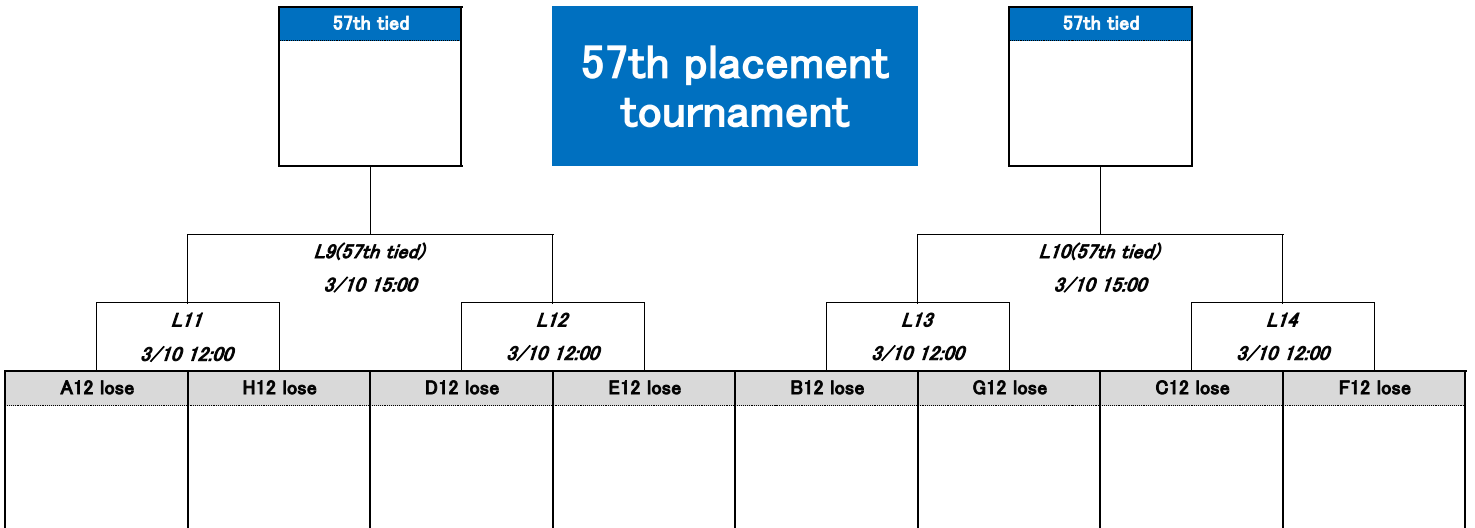 57th tied
57th placement
tournament
57th tied
L9(57th tied)
3/10 15:00
L10(57th tied)
3/10 15:00
L11
3/10 12:00
L12
3/10 12:00
L13
3/10 12:00
L14
3/10 12:00
A12 lose
H12 lose
D12 lose
E12 lose
B12 lose
G12 lose
C12 lose
F12 lose